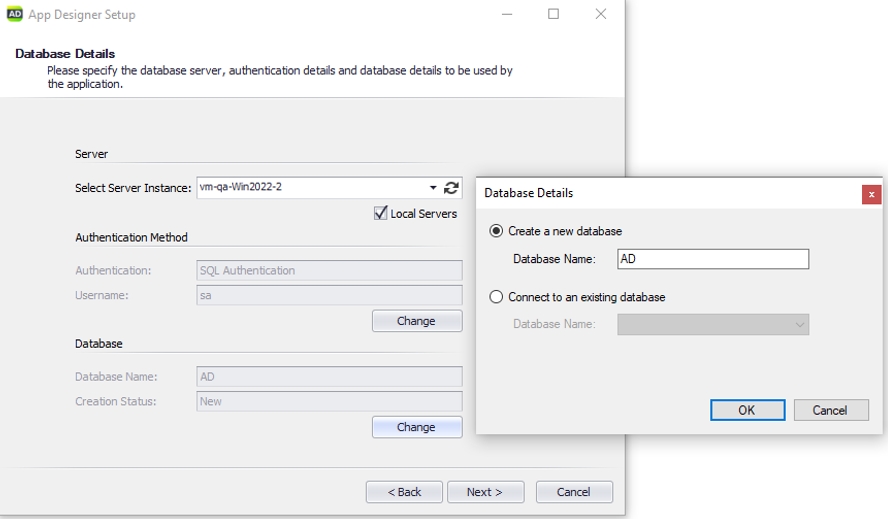 AD App Designer Setup
Database Details
Please specify the database server, authentication details and database details to be used by
the application.
Server
Select Server Instance: vm-qa-Win2022-2
Local Servers
Authentication Method
Authentication: SQL Authentication
Username: sa
Change
Database
Database Name: AD
Creation Status: New
Change
< Back Next > Cancel
Database Details x
Create a new database
Database Name: AD
Connect to an existing database
Database Name:
OK Cancel